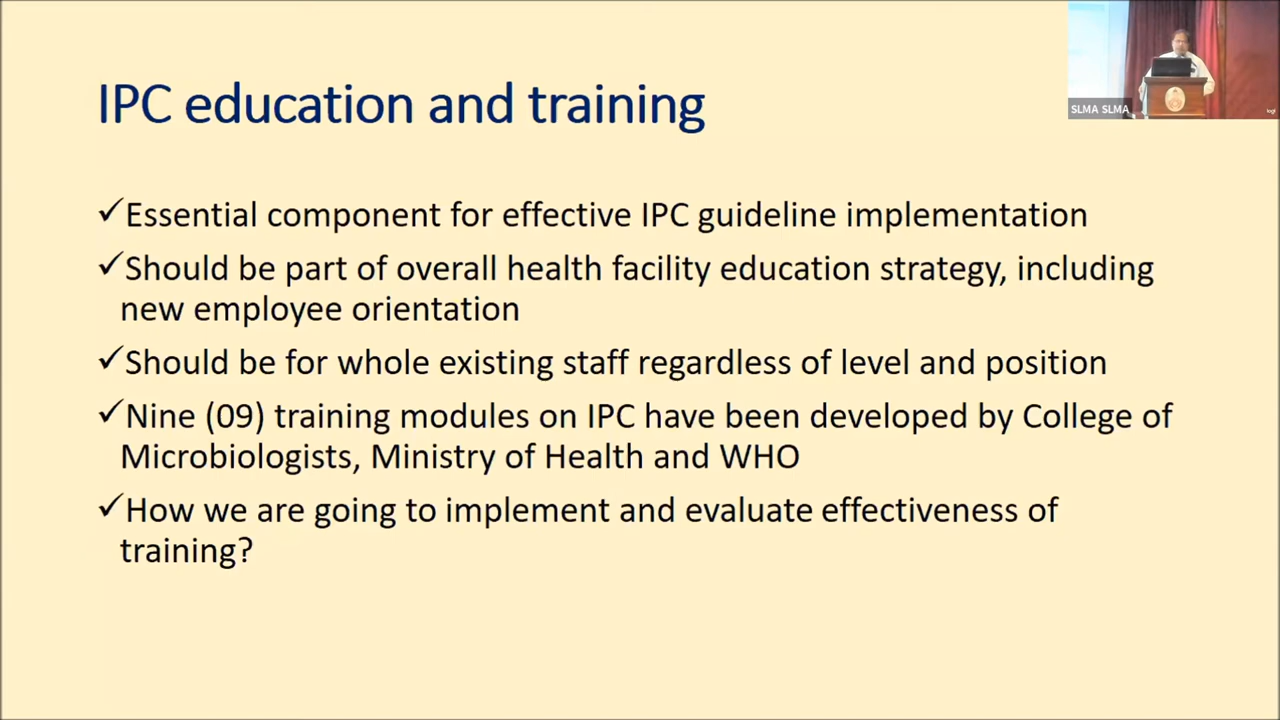 IPC education and training
SLMA SLMA
✓Essential component for effective IPC guideline implementation
✓Should be part of overall health facility education strategy, including
new employee orientation
✓Should be for whole existing staff regardless of level and position
✓Nine (09) training modules on IPC have been developed by College of
Microbiologists, Ministry of Health and WHO
✓How we are going to implement and evaluate effectiveness of
training?